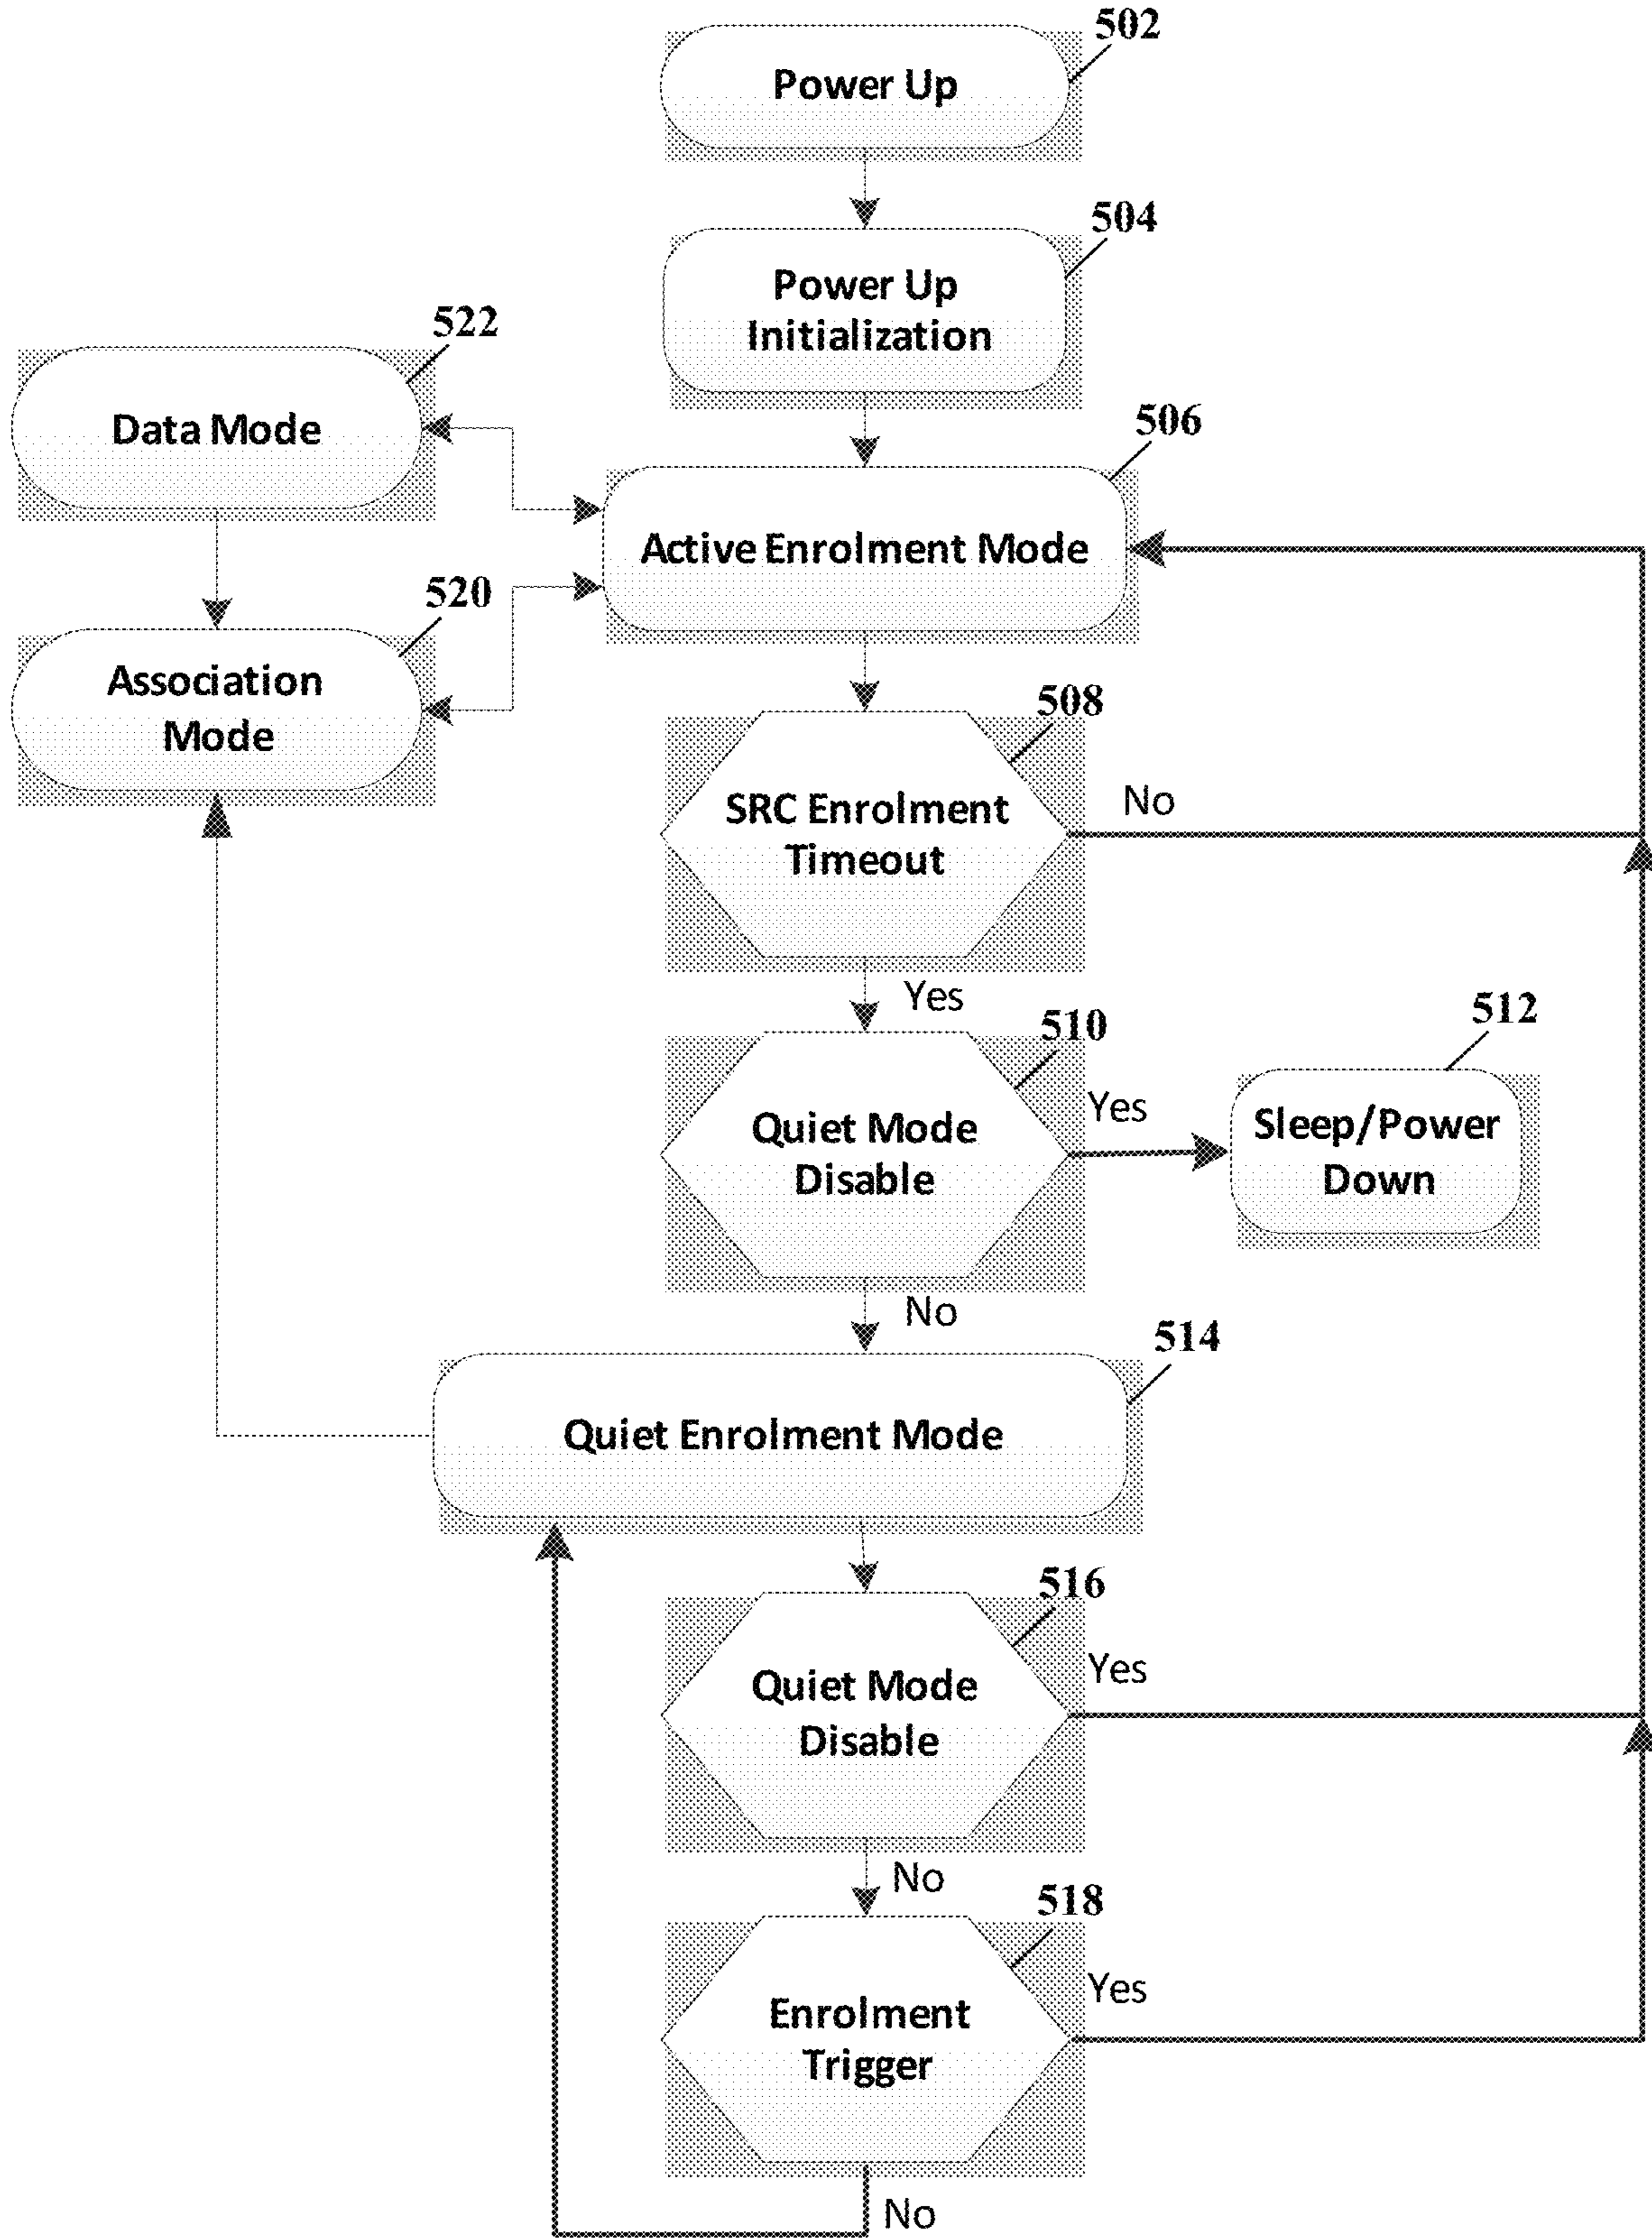 502
Power Up
504
Power Up
Initialization
522
Data Mode
506
Active Enrolment Mode
520
Association
Mode
508
SRC Enrolment
Timeout
No
Yes
510
Quiet Mode
Disable
Yes
512
Sleep/Power
Down
No
514
Quiet Enrolment Mode
516
Quiet Mode
Disable
Yes
No
518
Enrolment
Trigger
Yes
No